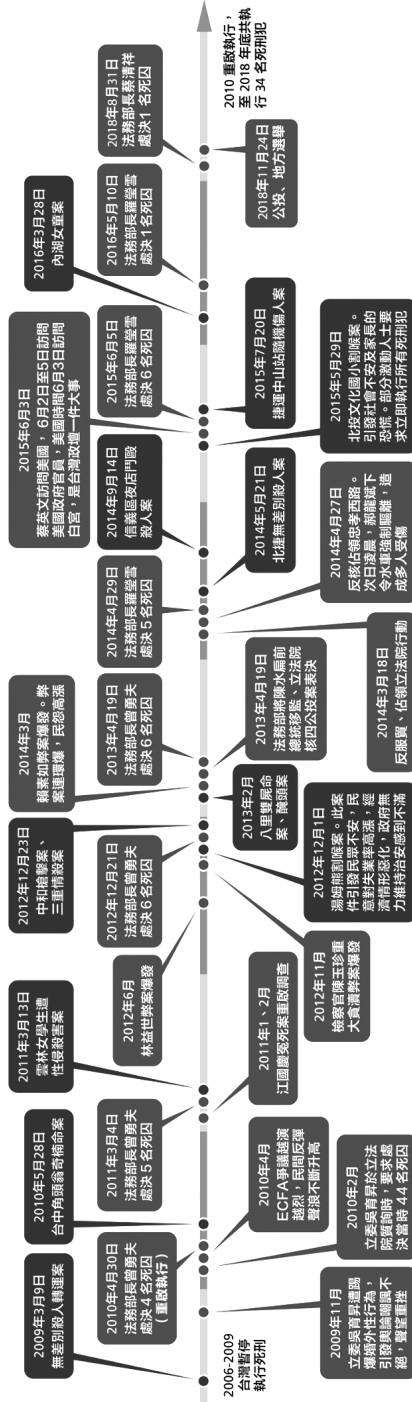 2009年3月9日
無差別殺人轉運案
2010年4月30日
法務部長曾勇夫
處決 4 名死囚
（重啟執行）
2010年5月28日
台中角頭翁奇楠命案
2011年3月4日
法務部長曾勇夫
處決 5 名死囚
2011年3月13日
雲林女學生遭
性侵殺害案
2012年6月
林益世弊案爆發
2012年12月21日
法務部長曾勇夫
處決 6 名死囚
2012年12月23日
中和槍擊案、
三重情殺案
2013年4月19日
法務部長曾勇夫
處決 6 名死囚
2014年3月
賴素如弊案爆發。弊
案連環爆，民怨高漲
2014年4月29日
法務部長羅瑩雪
處決 5 名死囚
2014年9月14日
信義區夜店鬥毆
殺人案
2015年6月3日
蔡英文訪問美國，6月2日至5日訪問
美國政府官員，美國時間6月3日訪問
白宮，是台灣政壇一件大事
2015年6月5日
法務部長羅瑩雪
處決 6 名死囚
2016年3月28日
內湖女童案
2016年5月10日
法務部長羅瑩雪
處決 1 名死囚
2018年8月31日
法務部長蔡清祥
處決 1 名死囚
2006-2009
台灣暫停
執行死刑
2009年11月
立委吳育昇遭踢
爆婚外性行為，
引發輿論嘲諷不
絕，聲望重挫
2010年2月
立委吳育昇於立法
院質詢時，要求處
決當時 44 名死囚
2010年4月
ECFA爭議越演
越烈，民間反彈
聲浪不斷升高
2011年1、2月
江國慶冤死案重啟調查
2012年11月
檢察官陳玉珍重
大貪瀆弊案爆發
2012年12月1日
湯姆熊割喉案。此案
件引發民眾不安，民
意對失業率高漲，經
濟情形惡化，政府無
力維持治安感到不滿
2013年2月
八里雙屍命
案、醃頭案
2013年4月19日
法務部將陳水扁前
總統移監、立法院
核四公投案表決
2014年3月18日
反服貿、佔領立法院行動
2014年4月27日
反核佔領忠孝西路。
次日凌晨，郝龍斌下
令水車強制驅離，造
成多人受傷
2014年5月21日
北捷無差別殺人案
2015年5月29日
北投文化國小割喉案。
引發社會不安及家長的
恐慌。部分激動人士要
求立即執行所有死刑犯
2015年7月20日
捷運中山站隨機傷人案
2018年11月24日
公投、地方選舉
2010 重啟執行，
至 2018 年底共執
行 34 名死刑犯